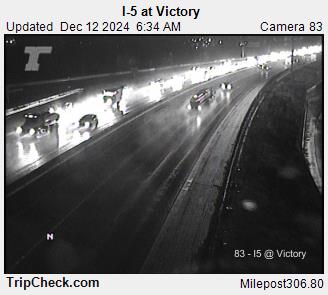 I-5 at Victory
Updated Dec 12 2024 6:34 AM Camera 83
T
N
83 - I5 @ Victory
TripCheck.com Milepost306.80